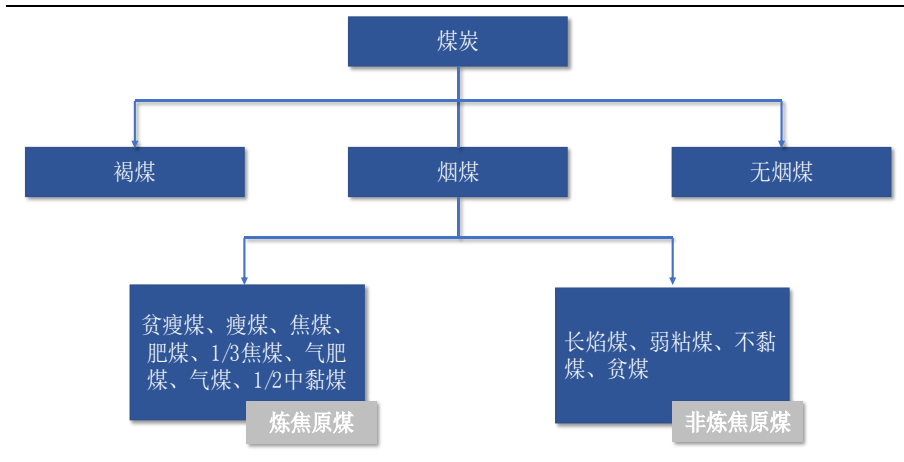 煤炭
褐煤
烟煤
无烟煤
贫瘦煤、瘦煤、焦煤、
肥煤、1/3焦煤、气肥
煤、气煤、1/2中黏煤
炼焦原煤
长焰煤、弱粘煤、不黏
煤、贫煤
非炼焦原煤